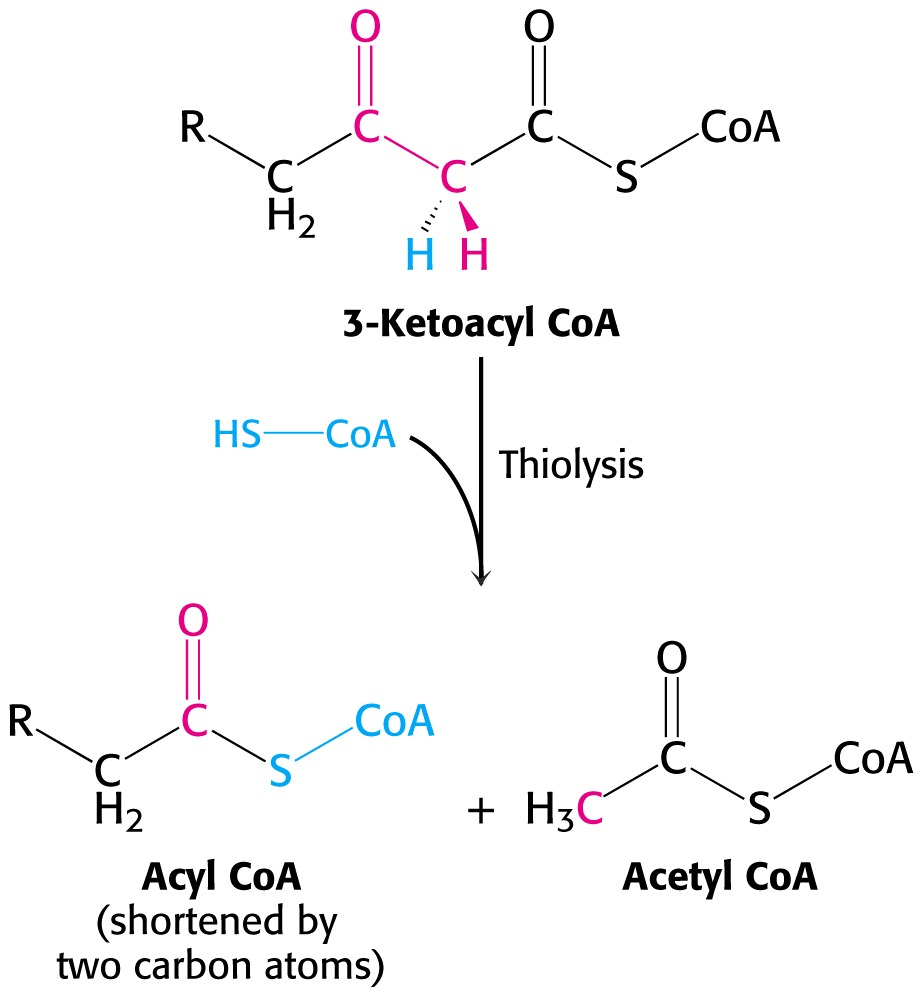 O O
R C C CoA
C C S
H2
H H
3-Ketoacyl CoA
HS—CoA
Thiolysis
O
O
R C CoA
C S
H2
C CoA
+ H3C S
Acyl CoA
(shortened by
two carbon atoms)
Acetyl CoA